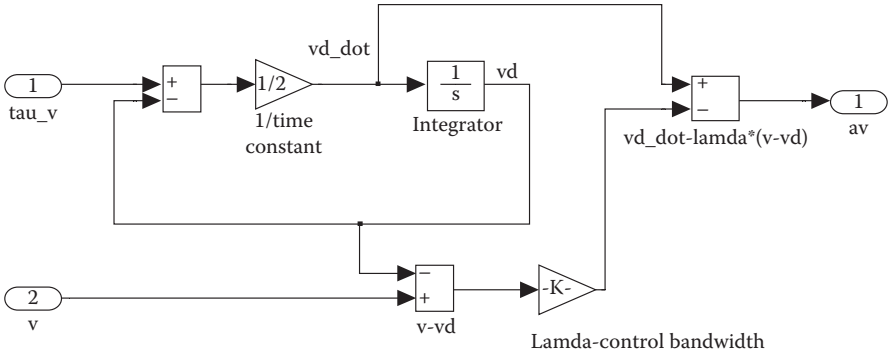 vd_dot
1
tau_v
+
−
1/2
1/time
constant
1
s
Integrator
vd
+
−
vd_dot-lamda*(v-vd)
1
av
2
v
−
+
v-vd
-K-
Lamda-control bandwidth